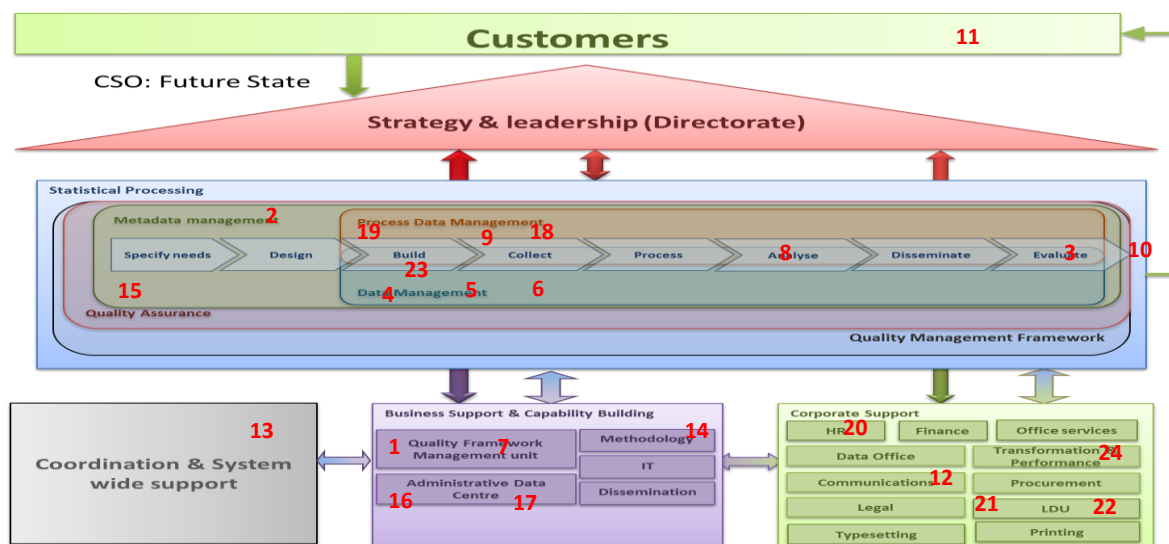 Customers 11
CSO: Future State
Strategy & leadership (Directorate)
Statistical Processing
Metadata management 2
Process Data Management
19 9 18
Specify needs
Design
Build
Collect
Process
Analyse 8
Disseminate
Evaluate 3
10
23
15
Data Management
4 5 6
Quality Assurance
Quality Management Framework
13
Coordination & System
wide support
Business Support & Capability Building
1 Quality Framework 7
Management unit
Methodology 14
IT
Administrative Data
Centre
16 17
Dissemination
Corporate Support
HR 20
Finance
Office services
Data Office
Transformation & 24
Performance
Communications 12
Procurement
Legal
21 LDU 22
Typesetting
Printing